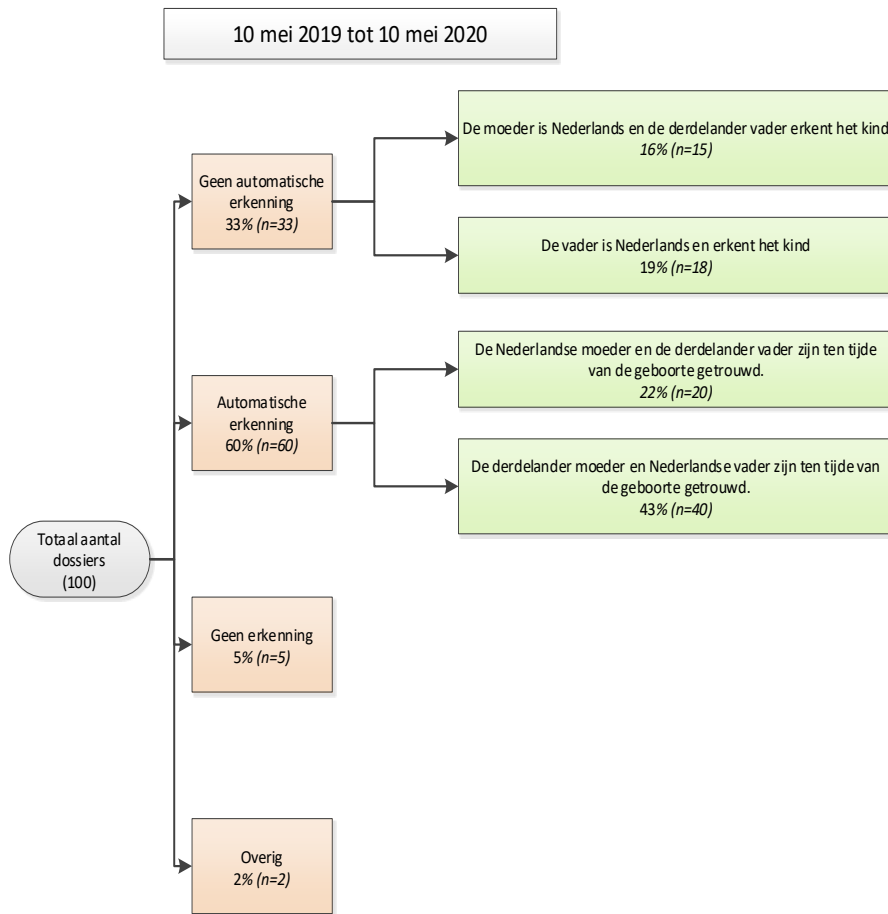 10 mei 2019 tot 10 mei 2020
De moeder is Nederlands en de derdelander vader erkent het kind
16% (n=15)
Geen automatische
erkenning
33% (n=33)
De vader is Nederlands en erkent het kind
19% (n=18)
De Nederlandse moeder en de derdelander vader zijn ten tijde
van de geboorte getrouwd.
22% (n=20)
Automatische
erkenning
60% (n=60)
De derdelander moeder en Nederlandse vader zijn ten tijde van
de geboorte getrouwd.
43% (n=40)
Totaal aantal
dossiers
(100)
Geen erkenning
5% (n=5)
Overig
2% (n=2)